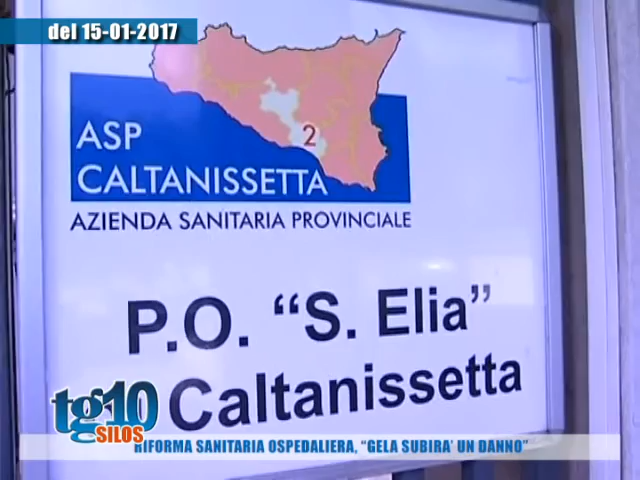 del 15-01-2017
2
ASP
CALTANISSETTA
AZIENDA SANITARIA PROVINCIALE
P.O. “S. Elia”
Caltanissetta
tg10
SILOS
RIFORMA SANITARIA OSPEDALIERA, “GELA SUBIRA’ UN DANNO”